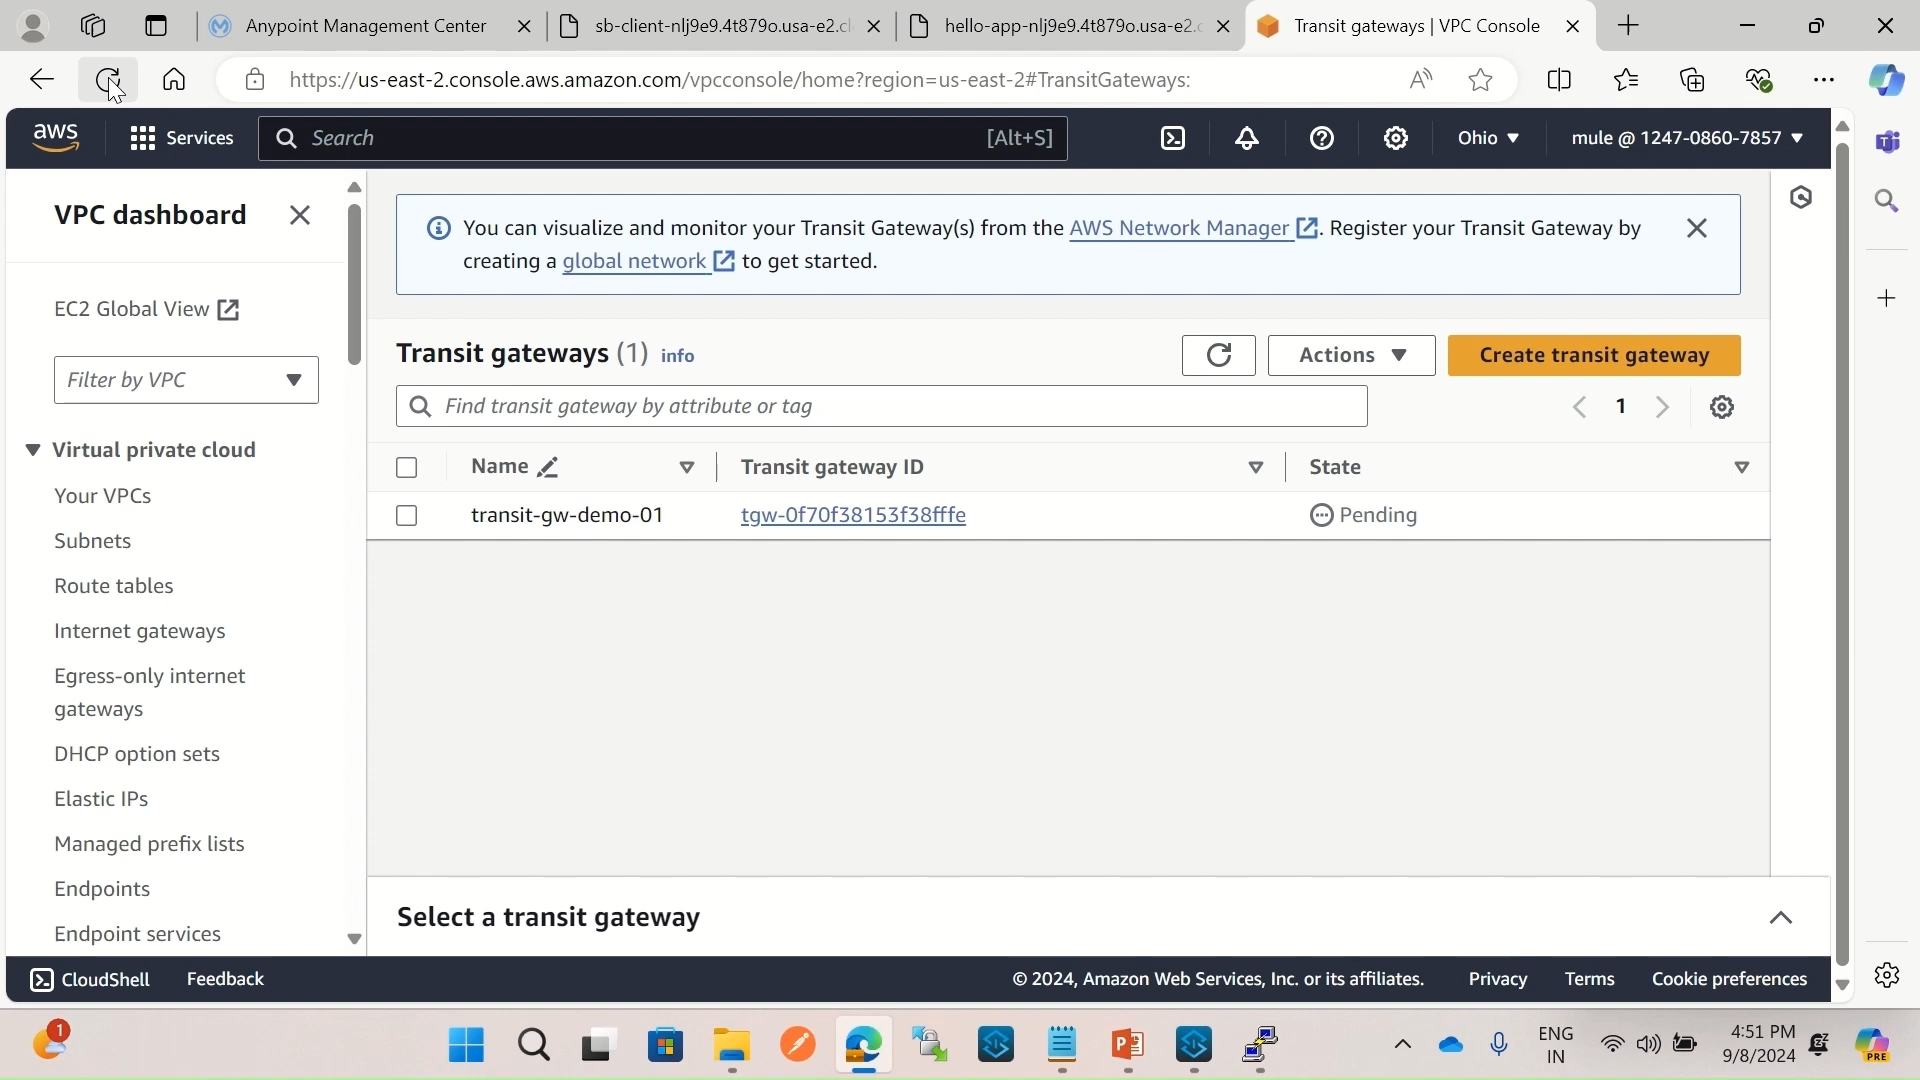 Anypoint Management Center
sb-client-nlj9e9.4t879o.usa-e2.cl
hello-app-nlj9e9.4t879o.usa-e2.c
Transit gateways | VPC Console
https://us-east-2.console.aws.amazon.com/vpcconsole/home?region=us-east-2#TransitGateways:
aws
Services
Search
[Alt+S]
Ohio
mule @ 1247-0860-7857
VPC dashboard
EC2 Global View
Filter by VPC
Virtual private cloud
Your VPCs
Subnets
Route tables
Internet gateways
Egress-only internet
gateways
DHCP option sets
Elastic IPs
Managed prefix lists
Endpoints
Endpoint services
You can visualize and monitor your Transit Gateway(s) from the AWS Network Manager. Register your Transit Gateway by
creating a global network to get started.
Transit gateways (1) info
Actions
Create transit gateway
Find transit gateway by attribute or tag
1
Name
Transit gateway ID
State
transit-gw-demo-01
tgw-0f70f38153f38fffe
Pending
Select a transit gateway
CloudShell
Feedback
© 2024, Amazon Web Services, Inc. or its affiliates.
Privacy
Terms
Cookie preferences
1
ENG
IN
4:51 PM
9/8/2024
PRE